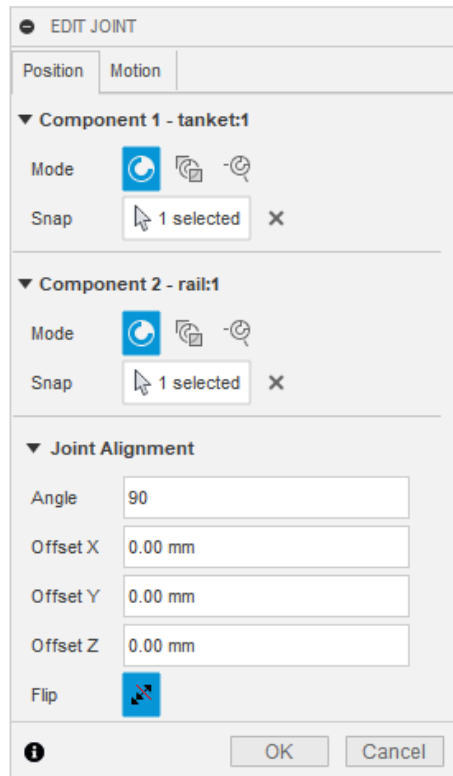 EDIT JOINT
Position Motion
Component 1 - tanket:1
Mode
Snap 1 selected
Component 2 - rail:1
Mode
Snap 1 selected
Joint Alignment
Angle 90
Offset X 0.00 mm
Offset Y 0.00 mm
Offset Z 0.00 mm
Flip
OK Cancel